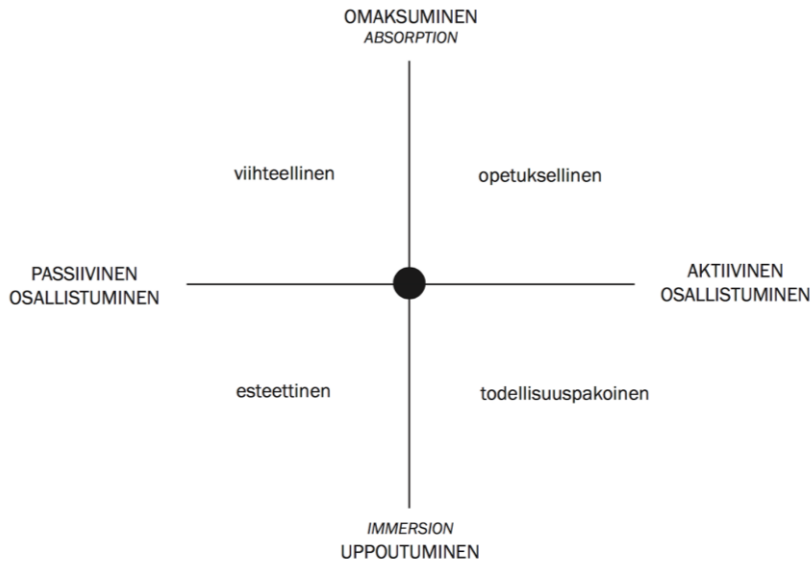 OMAKSUMINEN
ABSORPTION
viihteellinen
opetuksellinen
PASSIIVINEN
OSALLISTUMINEN
AKTIIVINEN
OSALLISTUMINEN
esteettinen
todellisuuspakoinen
IMMERSION
UPPOUTUMINEN